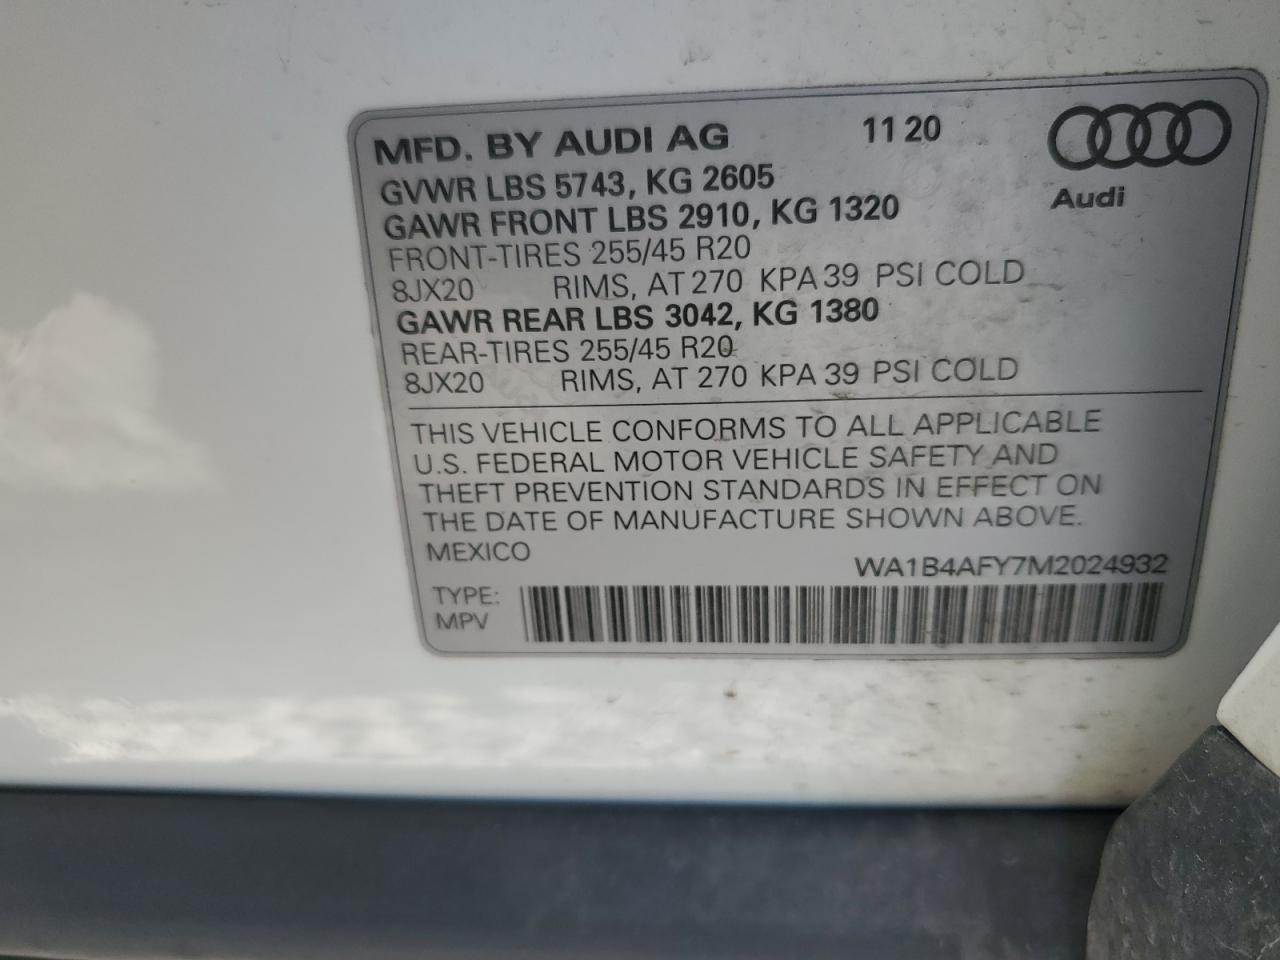 MFD. BY AUDI AG 11 20
Audi
GVWR LBS 5743, KG 2605
GAWR FRONT LBS 2910, KG 1320
FRONT-TIRES 255/45 R20
8JX20 RIMS, AT 270 KPA 39 PSI COLD
GAWR REAR LBS 3042, KG 1380
REAR-TIRES 255/45 R20
8JX20 RIMS, AT 270 KPA 39 PSI COLD
THIS VEHICLE CONFORMS TO ALL APPLICABLE
U.S. FEDERAL MOTOR VEHICLE SAFETY AND
THEFT PREVENTION STANDARDS IN EFFECT ON
THE DATE OF MANUFACTURE SHOWN ABOVE.
MEXICO WA1B4AFY7M2024932
TYPE:
MPV